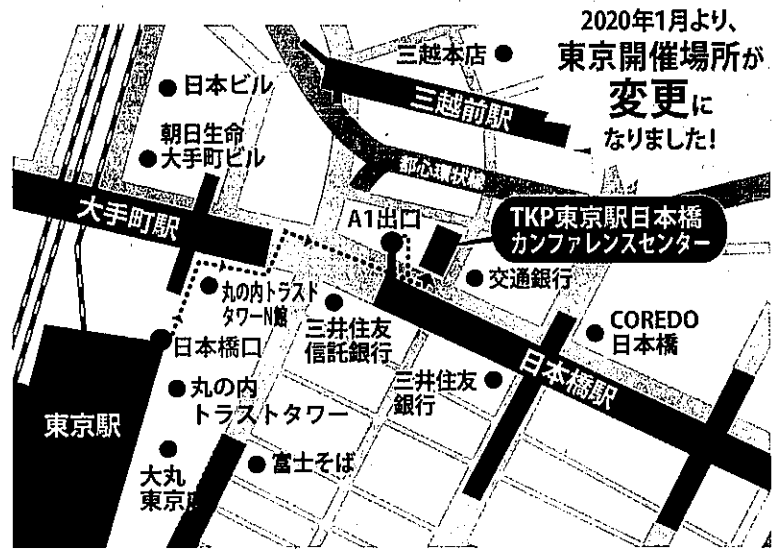 2020年1月より、
東京開催場所が
変更に
なりました!
三越本店
三越前駅
日本ビル
朝日生命
大手町ビル
都心環状線
大手町駅
A1出口
TKP東京駅日本橋
カンファレンスセンター
交通銀行
丸の内トラスト
タワーN館
三井住友
信託銀行
COREDO
日本橋
日本橋口
日本橋駅
三井住友
銀行
丸の内
トラストタワー
東京駅
富士そば
大丸
東京